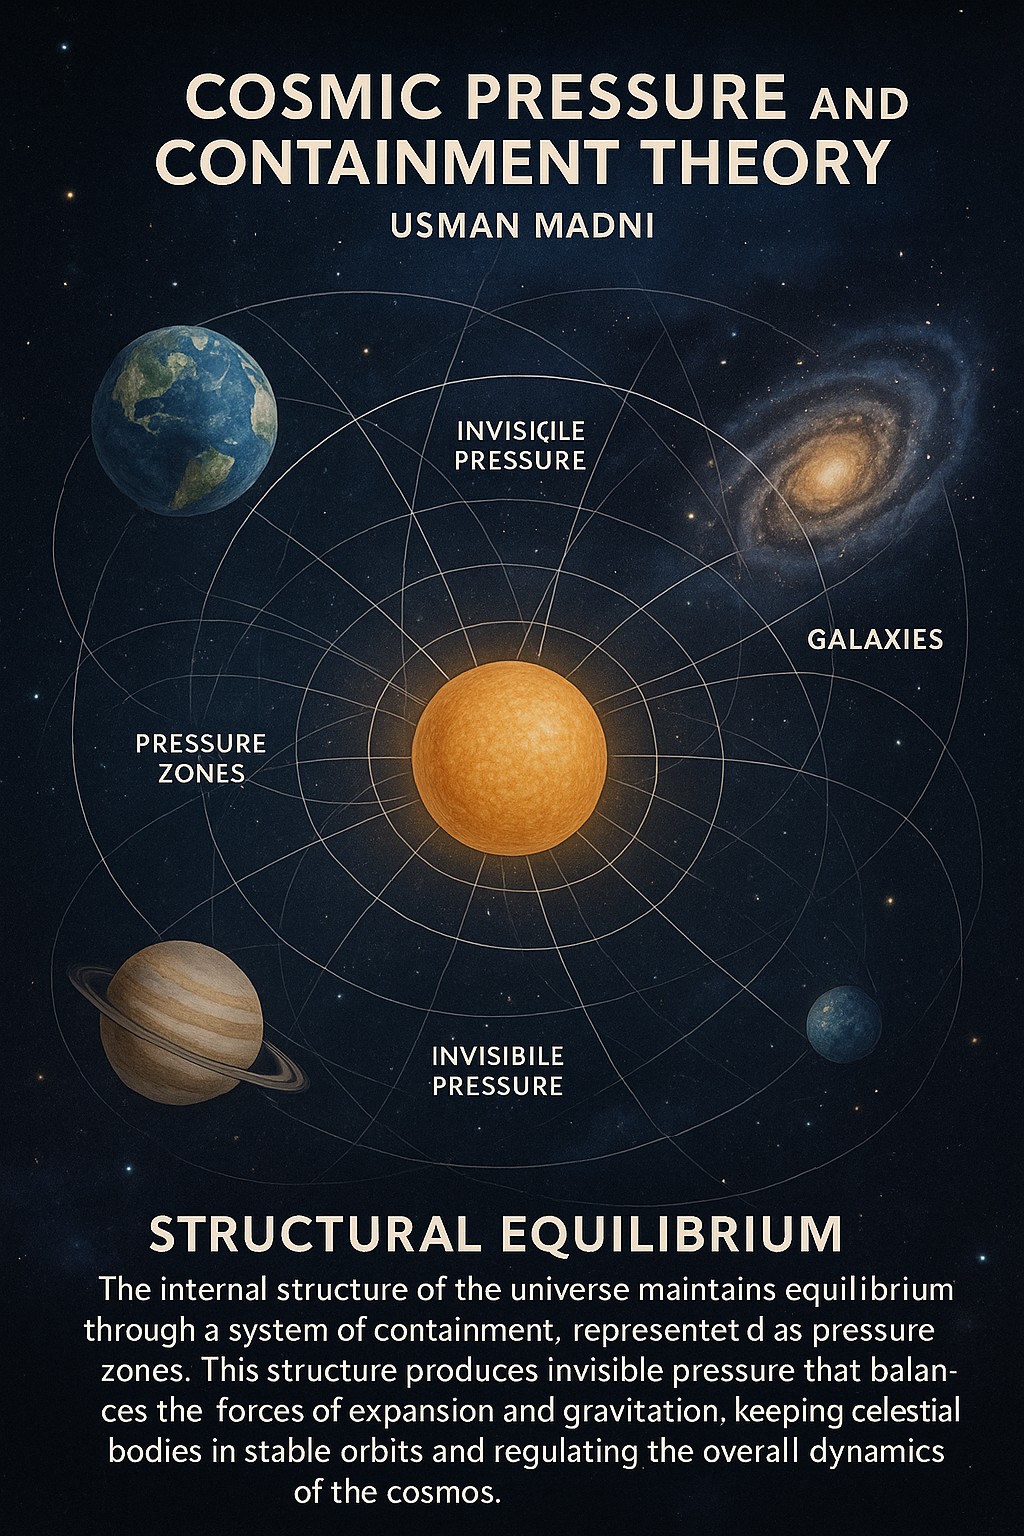 COSMIC PRESSURE AND
CONTAINMENT THEORY
USMAN MADNI
INVISIÇILE
PRESSURE
GALAXIES
PRESSURE
ZONES
INVISIBILE
PRESSURE
STRUCTURAL EQUILIBRIUM
The internal structure of the universe maintains equilibrium
through a system of containment, representet d as pressure
zones. This structure produces invisible pressure that balan-
ces the forces of expansion and gravitation, keeping celestial
bodies in stable orbits and regulating the overall dynamics
of the cosmos.